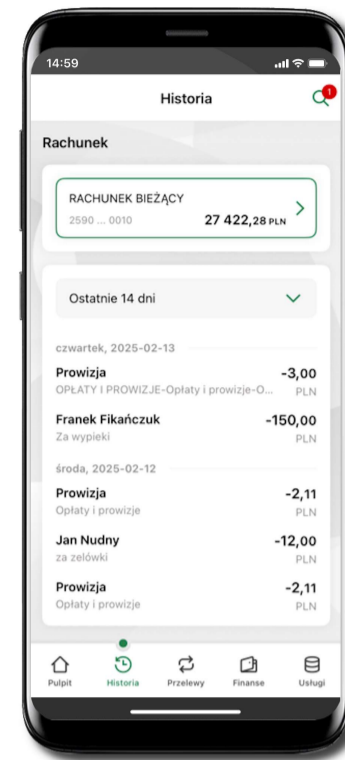 14:59
Historia
1
Rachunek
RACHUNEK BIEŻĄCY
2590 ... 0010
27 422,28 PLN
Ostatnie 14 dni
czwartek, 2025-02-13
Prowizja -3,00
OPŁATY I PROWIZJE-Opłaty i prowizje-O... PLN
Franek Fikańczuk -150,00
Za wypieki PLN
środa, 2025-02-12
Prowizja -2,11
Opłaty i prowizje PLN
Jan Nudny -12,00
za zelówki PLN
Prowizja -2,11
Opłaty i prowizje PLN
Pulpit Historia Przelewy Finanse Usługi